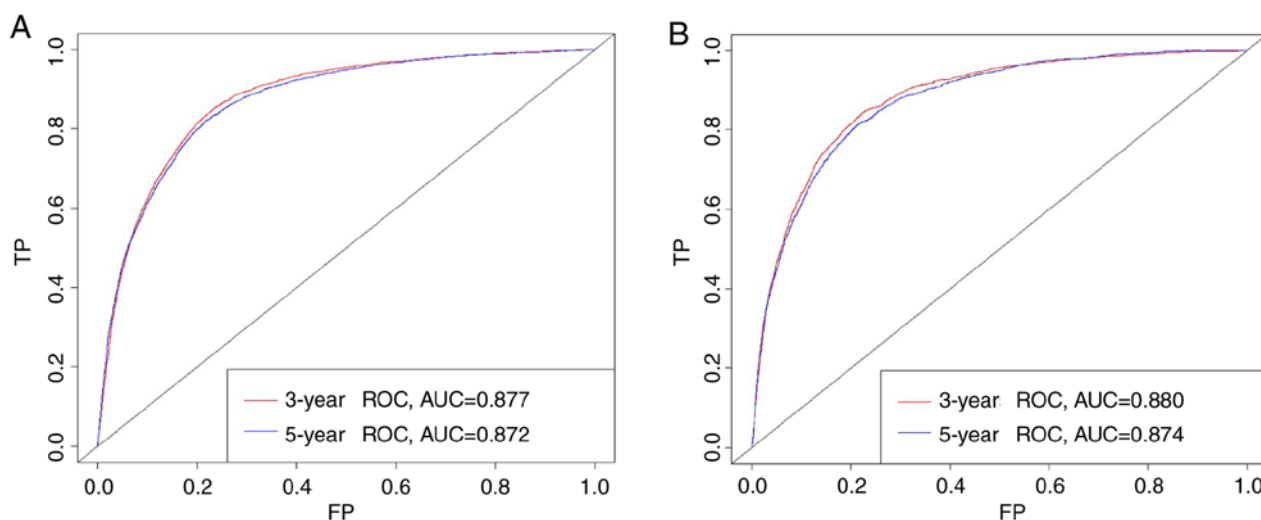 A
1.0
0.8
0.6
0.4
0.2
0.0
TP
3-year ROC, AUC=0.877
5-year ROC, AUC=0.872
0.0 0.2 0.4 0.6 0.8 1.0
FP
B
1.0
0.8
0.6
0.4
0.2
0.0
TP
3-year ROC, AUC=0.880
5-year ROC, AUC=0.874
0.0 0.2 0.4 0.6 0.8 1.0
FP